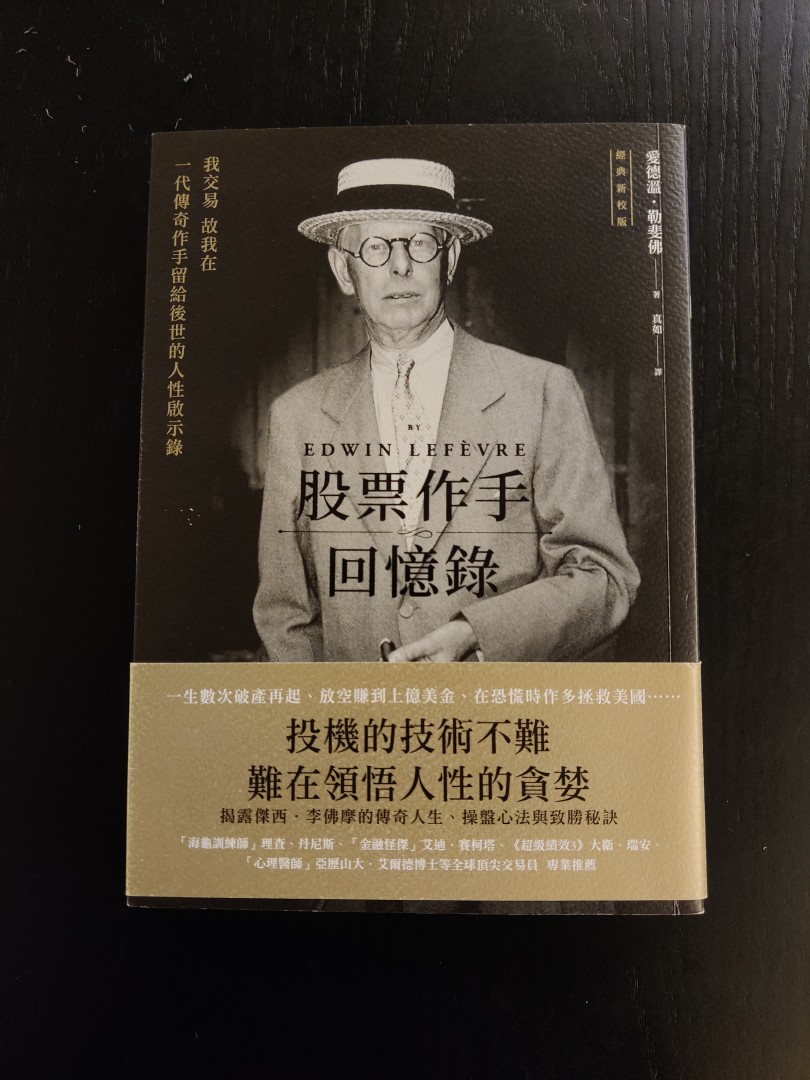 愛德溫・勒斐佛 著 真如 譯
經典新校版
我交易 故我在
一代傳奇作手留給後世的人性啟示錄
BY
EDWIN LEFÈVRE
股票作手
回憶錄
一生數次破產再起、放空賺到上億美金、在恐慌時作多拯救美國……
投機的技術不難
難在領悟人性的貪婪
揭露傑西・李佛摩的傳奇人生、操盤心法與致勝秘訣
「海龜訓練師」理查・丹尼斯、「金融怪傑」艾迪・賽柯塔、《超級績效3》大衛・瑞安、
「心理醫師」亞歷山大・艾爾德博士等全球頂尖交易員 專業推薦